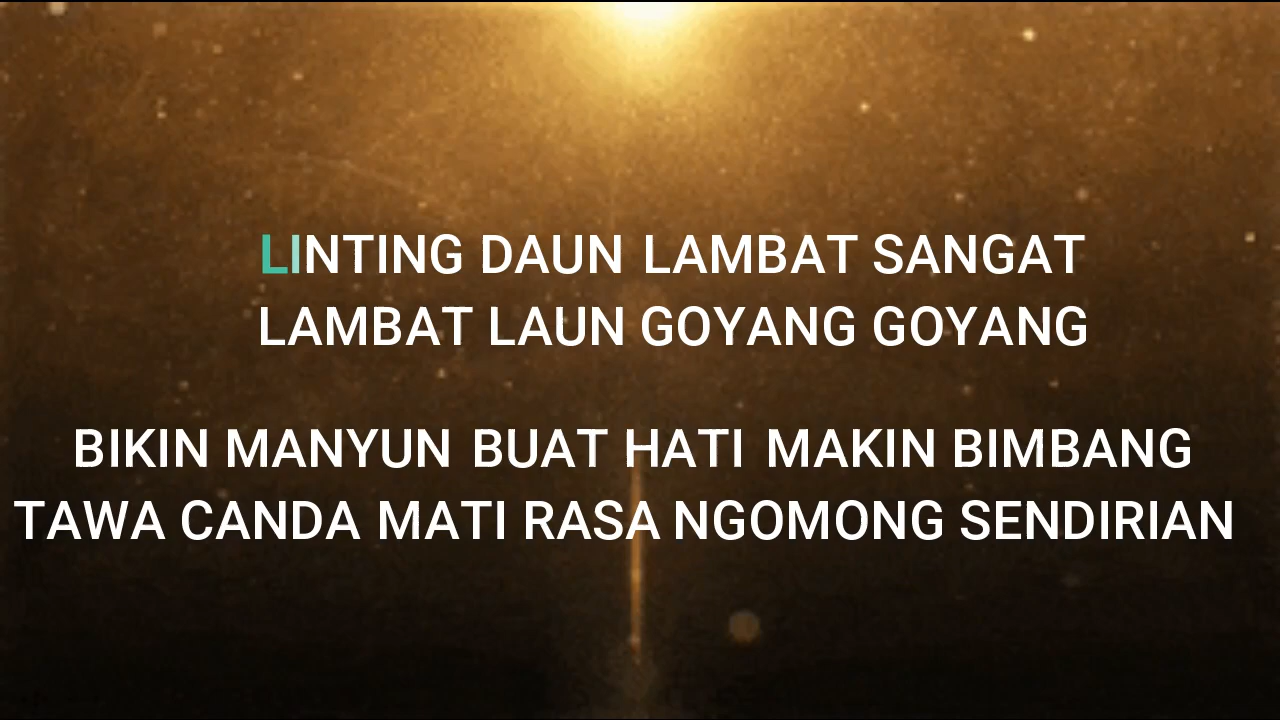 LINTING DAUN LAMBAT SANGAT
LAMBAT LAUN GOYANG GOYANG
BIKIN MANYUN BUAT HATI MAKIN BIMBANG
TAWA CANDA MATI RASA NGOMONG SENDIRIAN